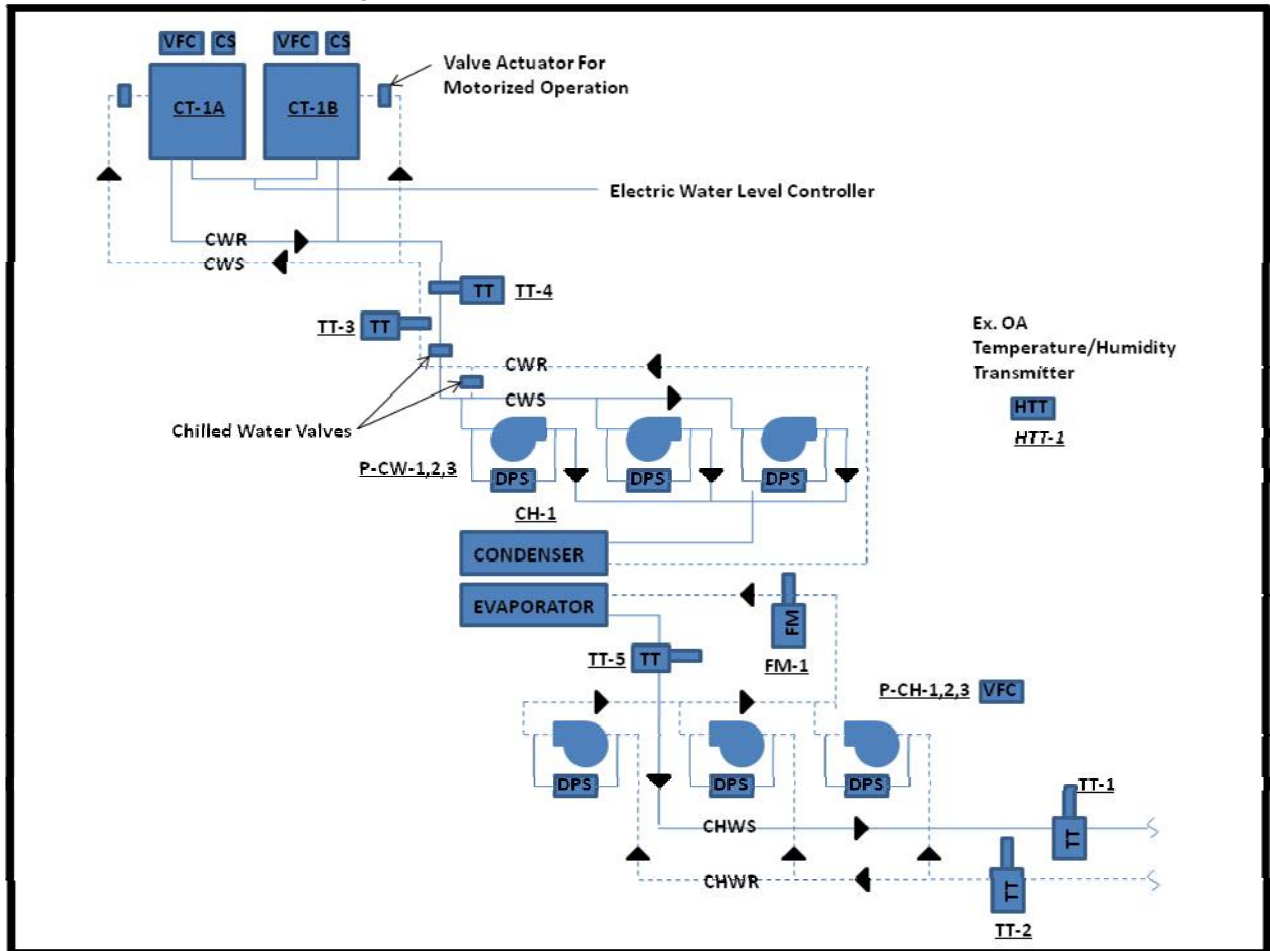 VFC CS VFC CS
Valve Actuator For
Motorized Operation
CT-1A CT-1B
Electric Water Level Controller
CWR
CWS
TT TT-4
TT-3 TT
Ex. OA
Temperature/Humidity
Transmitter
HTT
HTT-1
CWR
CWS
Chilled Water Valves
P-CW-1,2,3
DPS DPS DPS
CH-1
CONDENSER
EVAPORATOR
FM
FM-1
TT-5 TT
P-CH-1,2,3 VFC
DPS DPS DPS
TT-1
TT
CHWS
CHWR
TT
TT-2